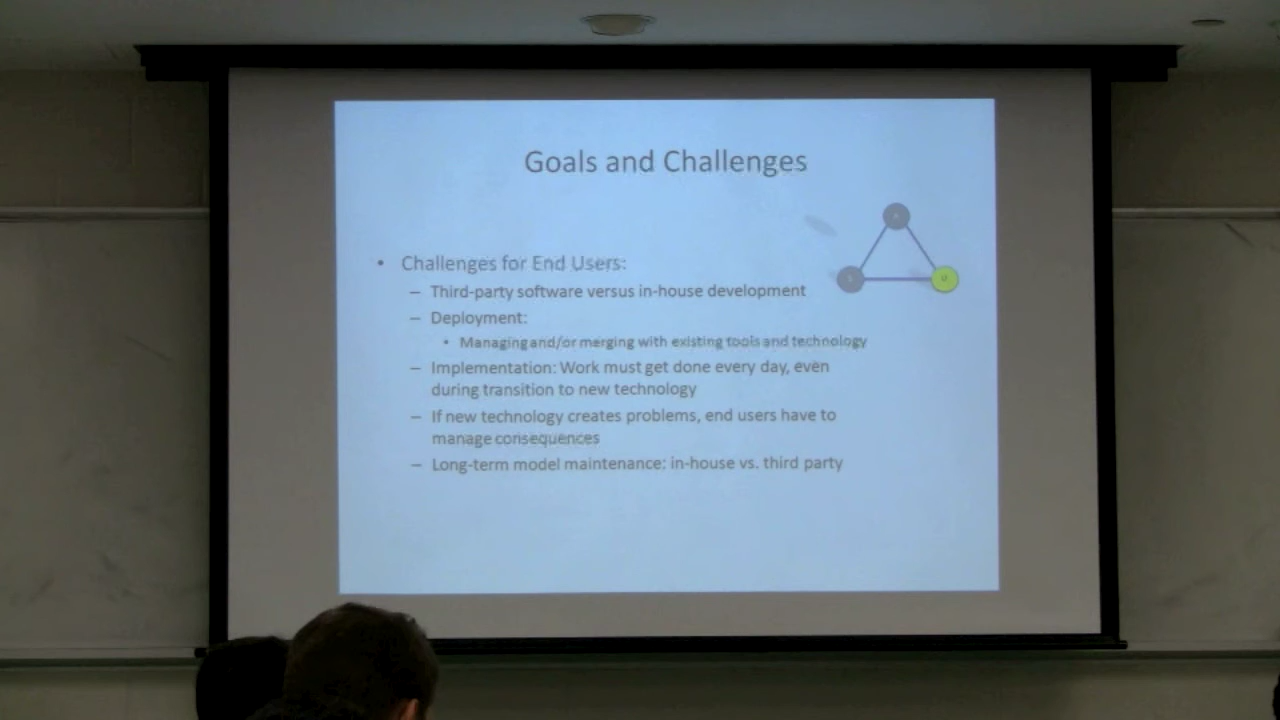 Goals and Challenges
• Challenges for End Users:
– Third-party software versus in-house development
– Deployment:
• Managing and/or merging with existing tools and technology
– Implementation: Work must get done every day, even
during transition to new technology
– If new technology creates problems, end users have to
manage consequences
– Long-term model maintenance: in-house vs. third party